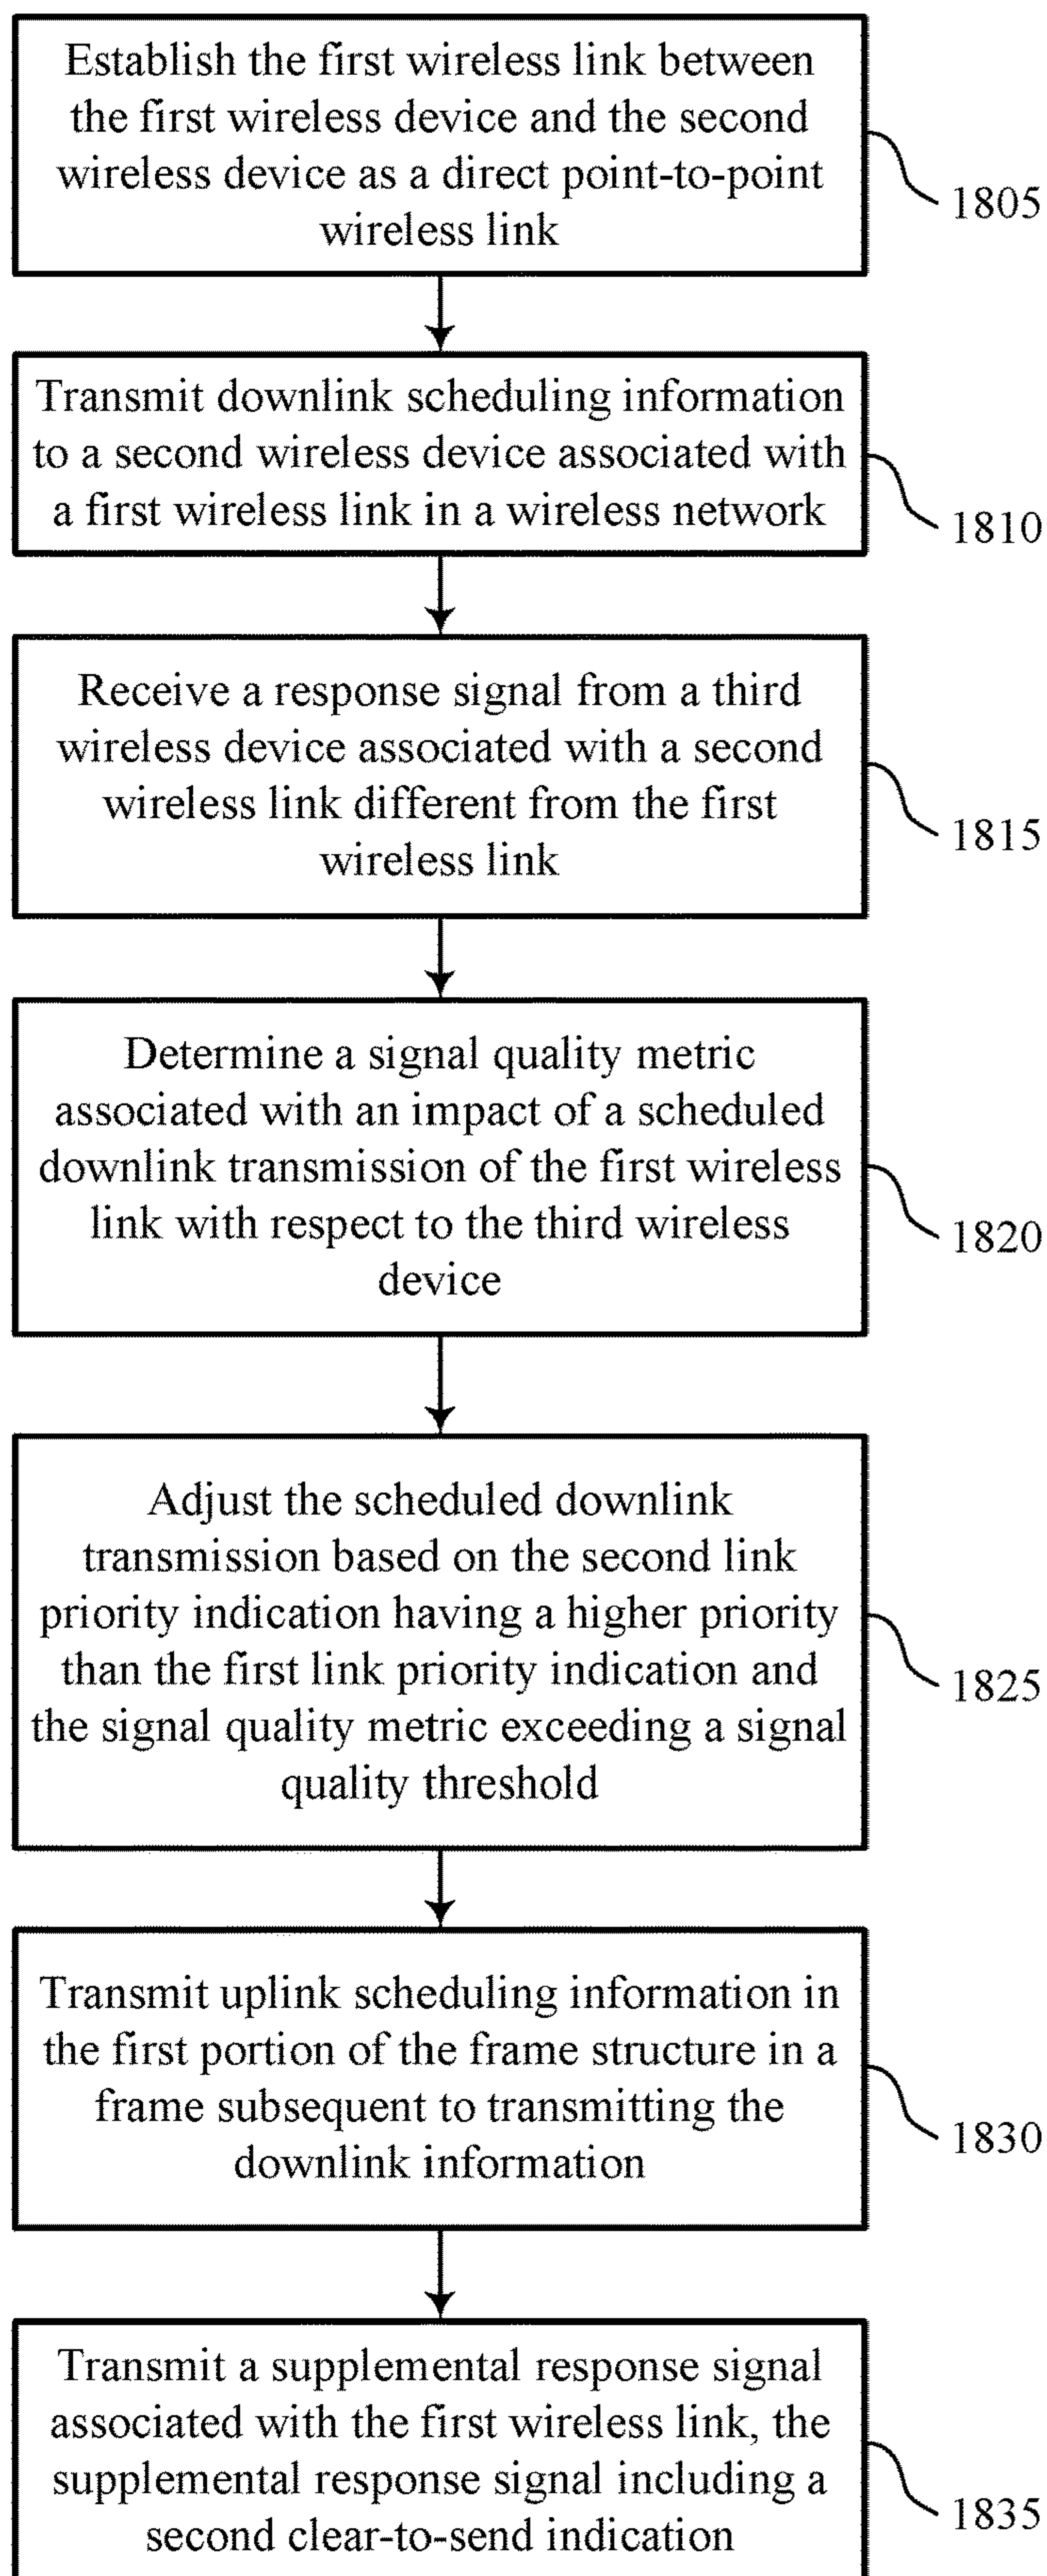 Establish the first wireless link between
the first wireless device and the second
wireless device as a direct point-to-point
wireless link
1805
Transmit downlink scheduling information
to a second wireless device associated with
a first wireless link in a wireless network
1810
Receive a response signal from a third
wireless device associated with a second
wireless link different from the first
wireless link
1815
Determine a signal quality metric
associated with an impact of a scheduled
downlink transmission of the first wireless
link with respect to the third wireless
device
1820
Adjust the scheduled downlink
transmission based on the second link
priority indication having a higher priority
than the first link priority indication and
the signal quality metric exceeding a signal
quality threshold
1825
Transmit uplink scheduling information in
the first portion of the frame structure in a
frame subsequent to transmitting the
downlink information
1830
Transmit a supplemental response signal
associated with the first wireless link, the
supplemental response signal including a
second clear-to-send indication
1835